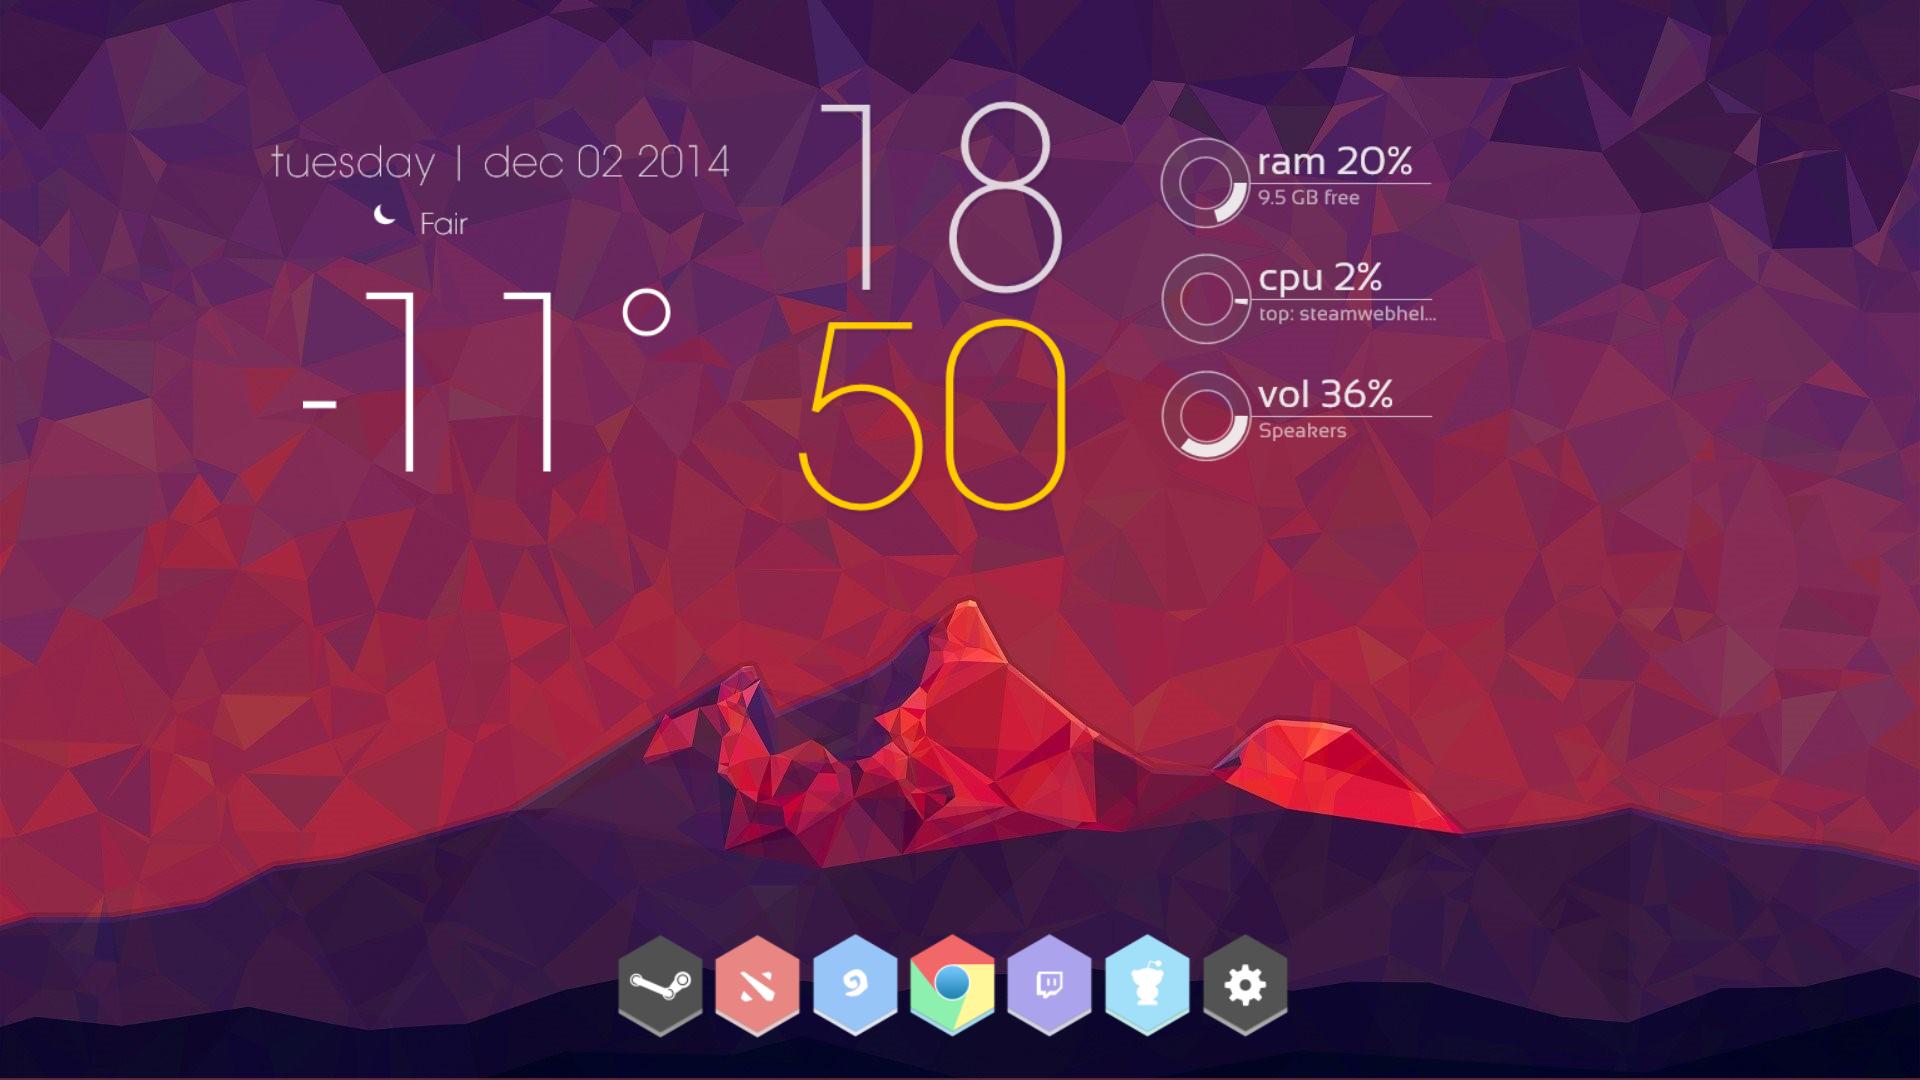 tuesday | dec 02 2014
Fair
-11°
18
50
ram 20%
9.5 GB free
cpu 2%
top: steamwebhel...
vol 36%
Speakers